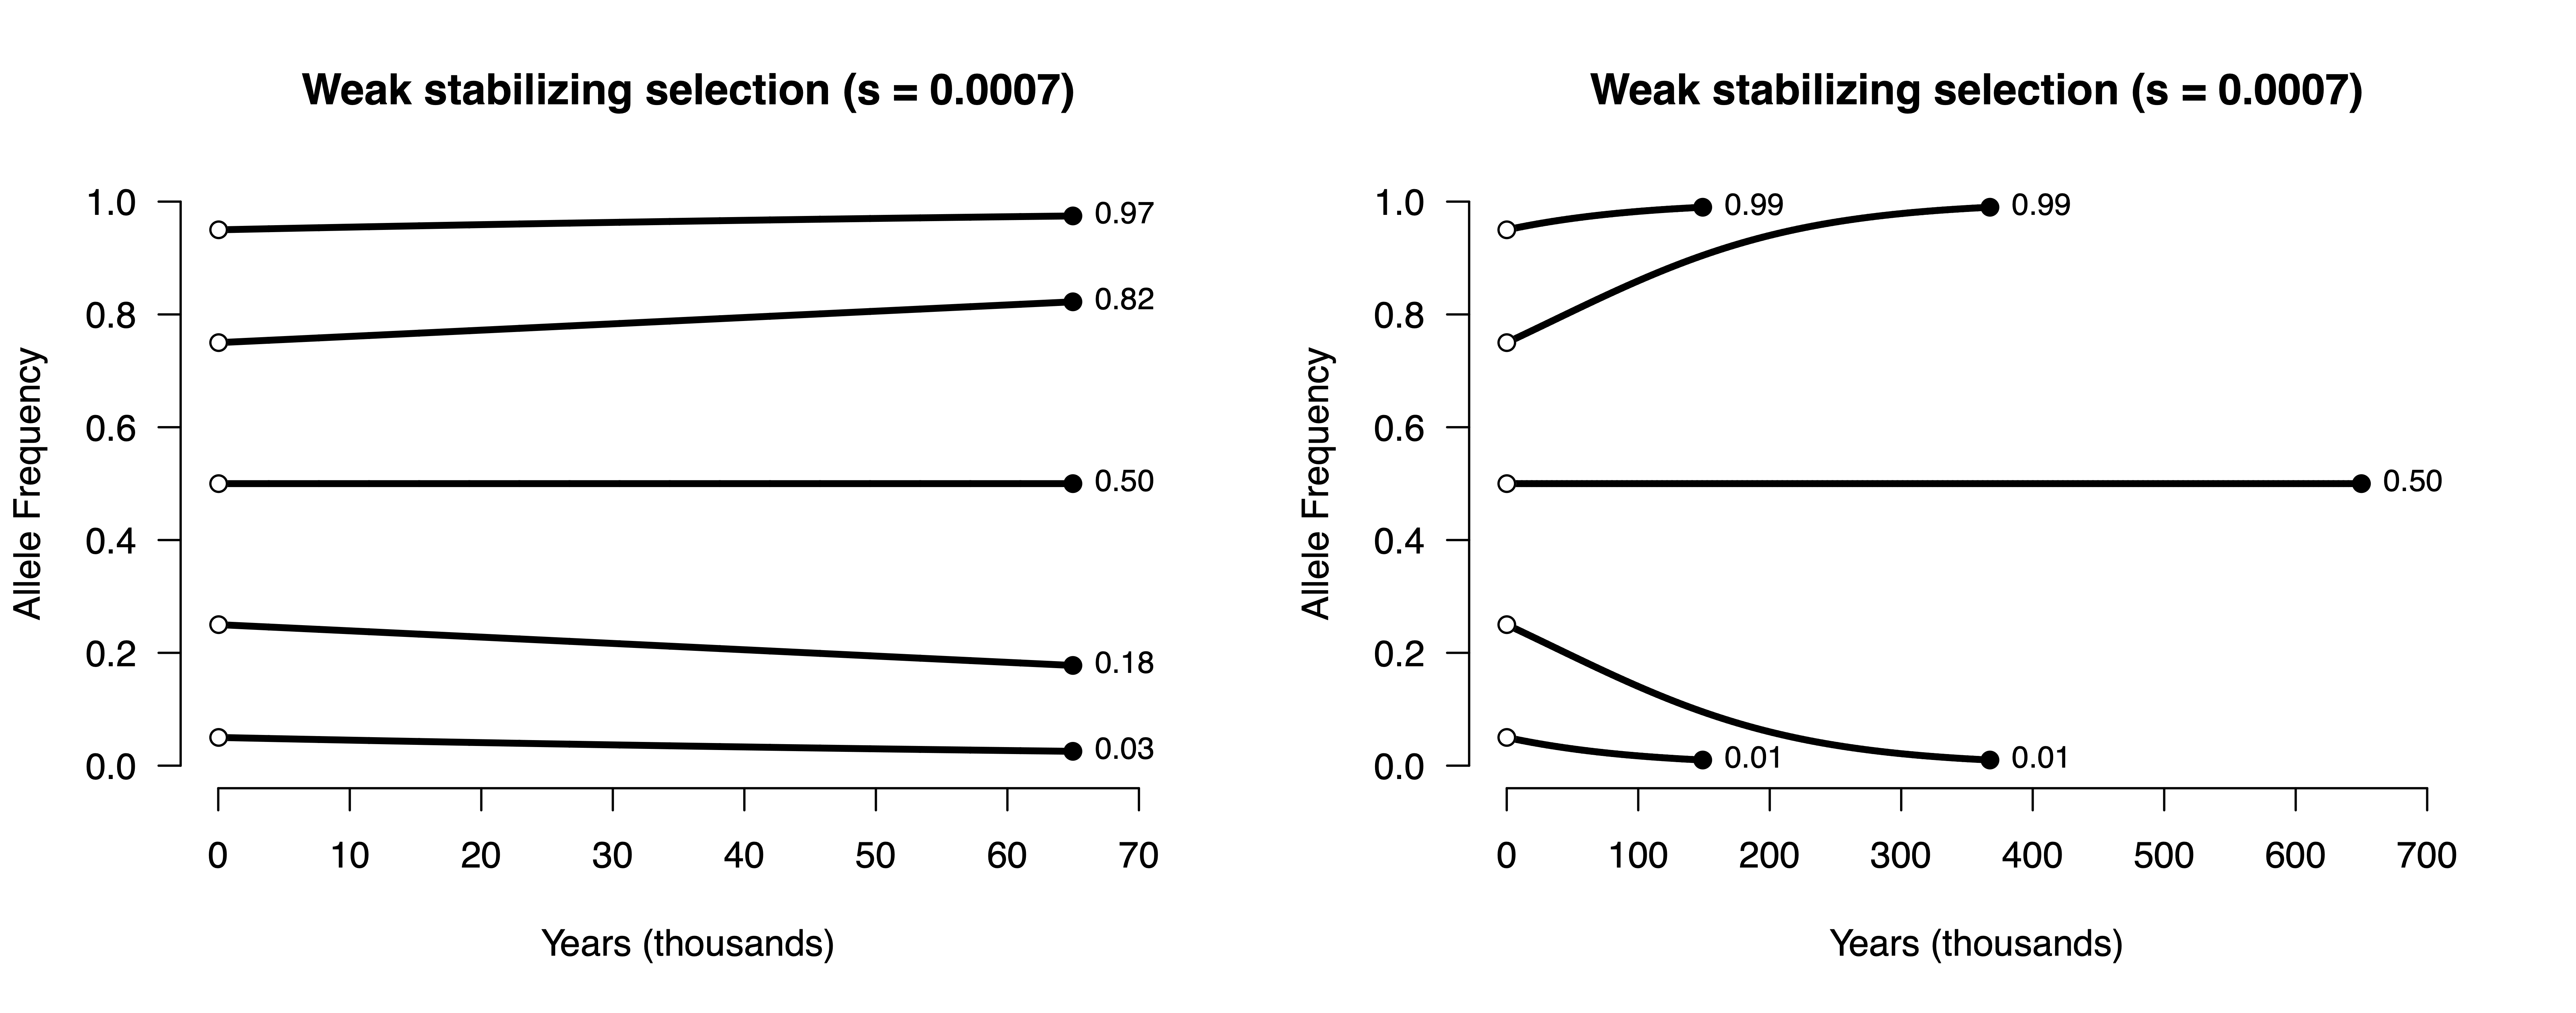 Weak stabilizing selection (s = 0.0007)
Allele Frequency
1.0
0.8
0.6
0.4
0.2
0.0
0.97
0.82
0.50
0.18
0.03
0 10 20 30 40 50 60 70
Years (thousands)
Weak stabilizing selection (s = 0.0007)
Allele Frequency
1.0
0.8
0.6
0.4
0.2
0.0
0.99 0.99
0.50
0.01 0.01
0 100 200 300 400 500 600 700
Years (thousands)